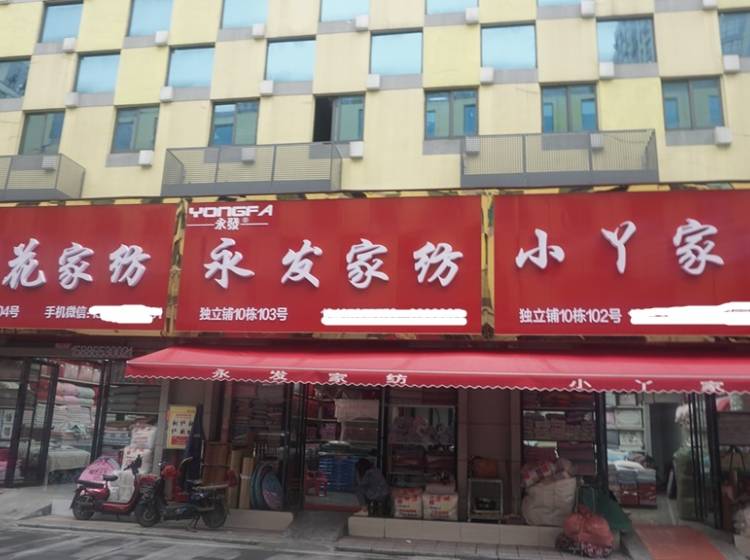 花家纺
04号 手机微信:
YONGFA
永發®
永发家纺
独立铺10栋103号
小丫家
独立铺10栋102号
永发家纺
小丫家